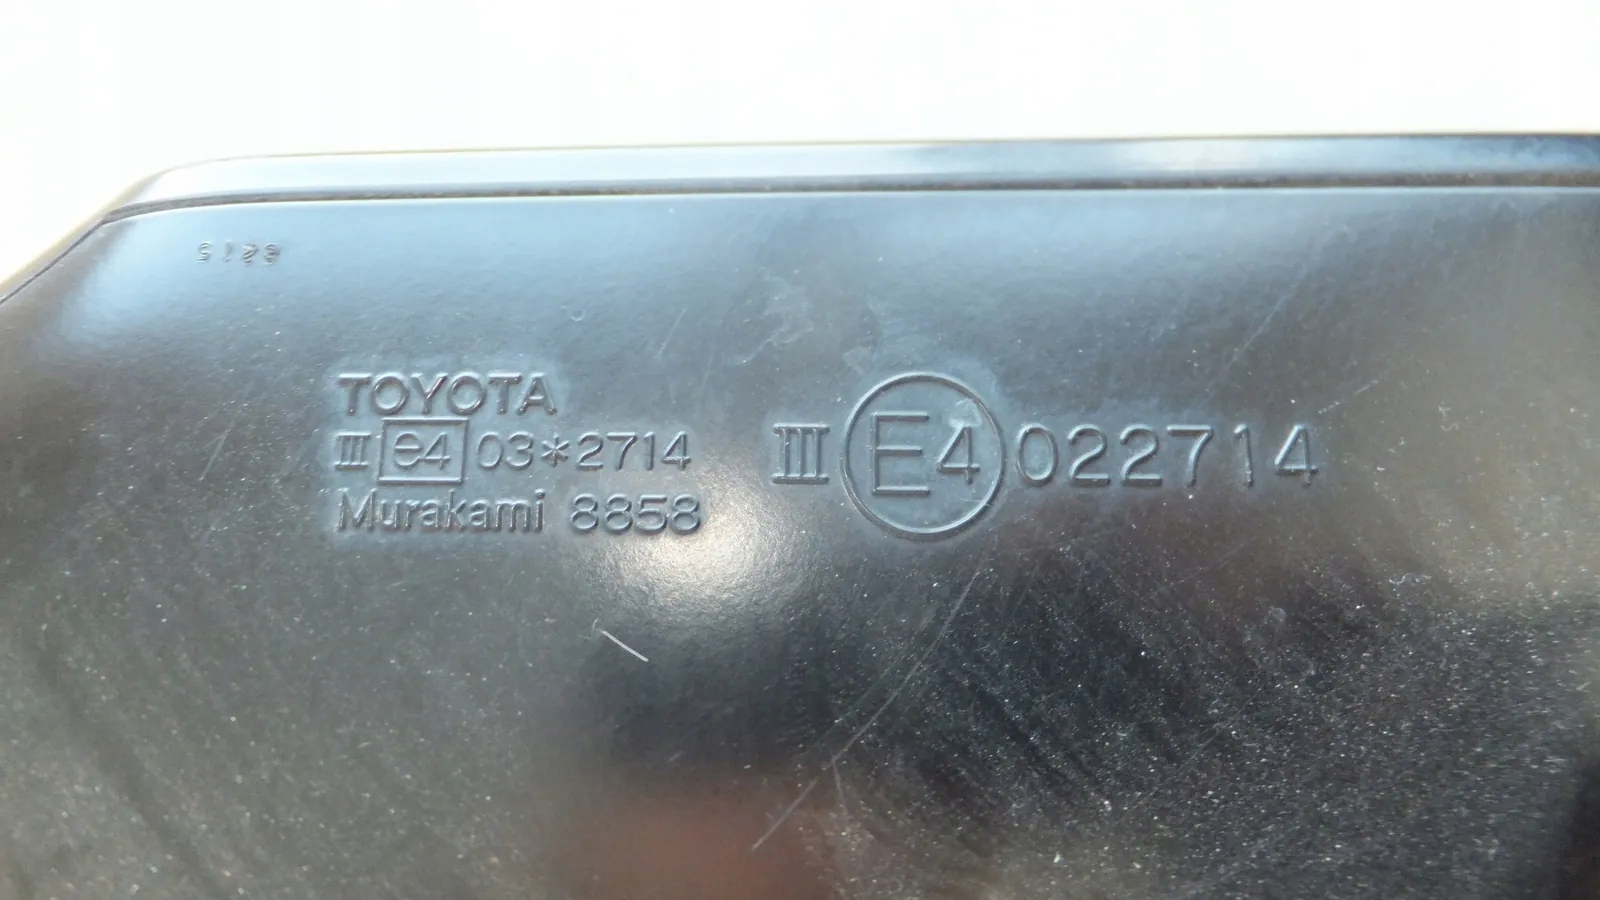 TOYOTA
III e4 03*2714
Murakami 8858
III E4 022714